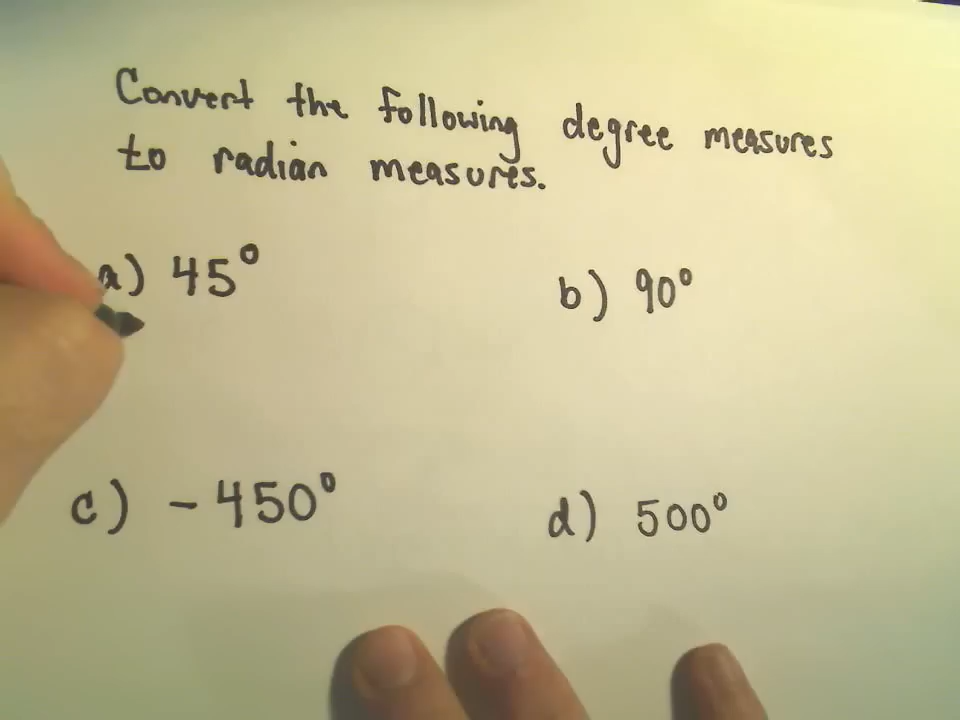 Convert the following degree measures
to radian measures.
a) 45° b) 90°
c) -450° d) 500°